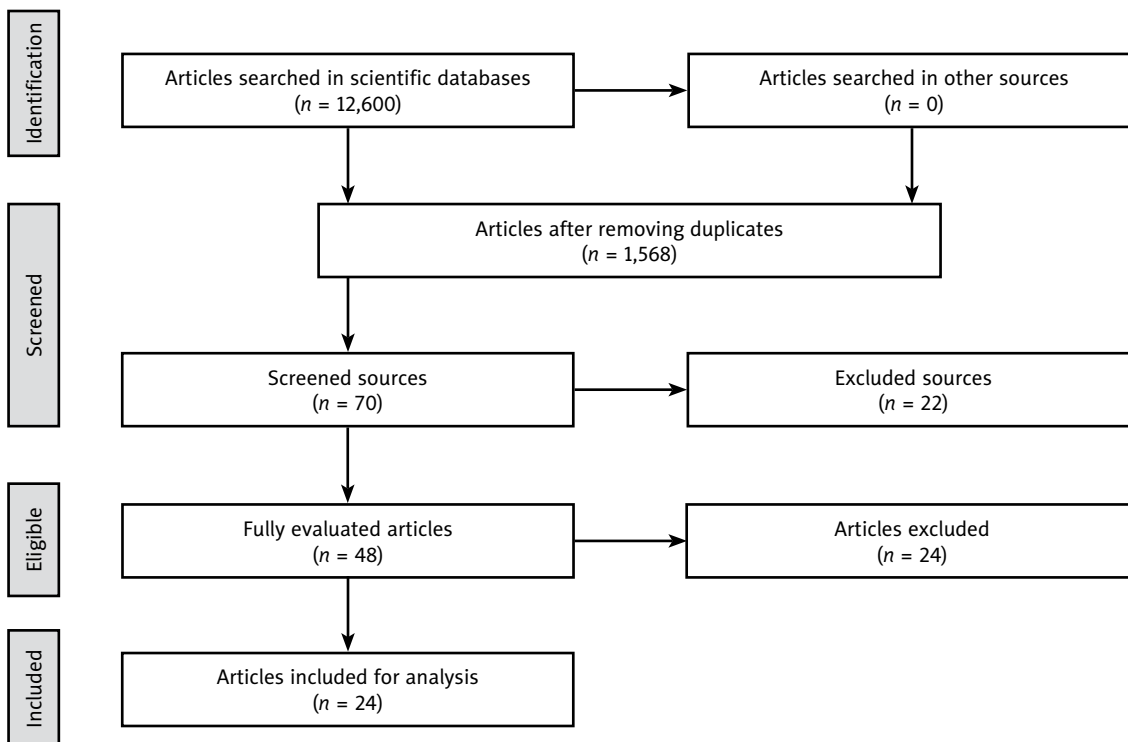 Identification
Articles searched in scientific databases
(n = 12,600)
Articles searched in other sources
(n = 0)
Screened
Articles after removing duplicates
(n = 1,568)
Screened sources
(n = 70)
Excluded sources
(n = 22)
Eligible
Fully evaluated articles
(n = 48)
Articles excluded
(n = 24)
Included
Articles included for analysis
(n = 24)